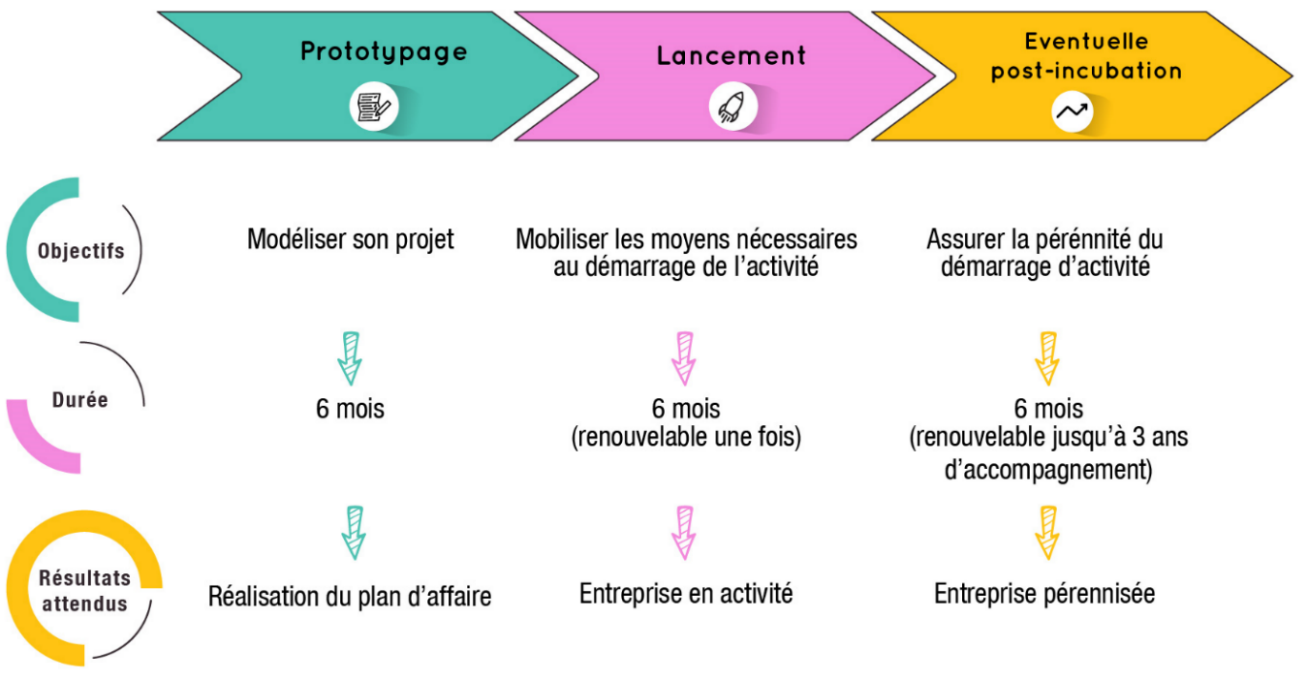 Prototypage
Lancement
Eventuelle
post-incubation
Objectifs
Modéliser son projet
Mobiliser les moyens nécessaires
au démarrage de l'activité
Assurer la pérénnité du
démarrage d'activité
Durée
6 mois
6 mois
(renouvelable une fois)
6 mois
(renouvelable jusqu'à 3 ans
d'accompagnement)
Résultats
attendus
Réalisation du plan d'affaire
Entreprise en activité
Entreprise pérennisée